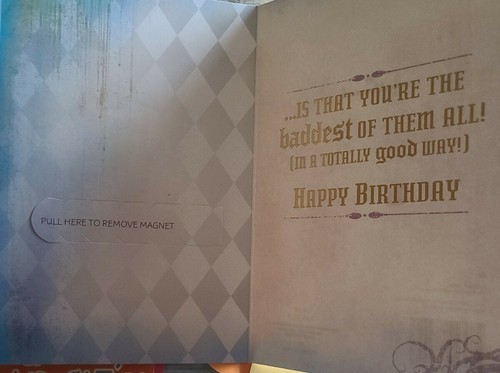 PULL HERE TO REMOVE MAGNET
...IS THAT YOU'RE THE
baddest OF THEM ALL!
(IN A TOTALLY good WAY!)
HAPPY BIRTHDAY